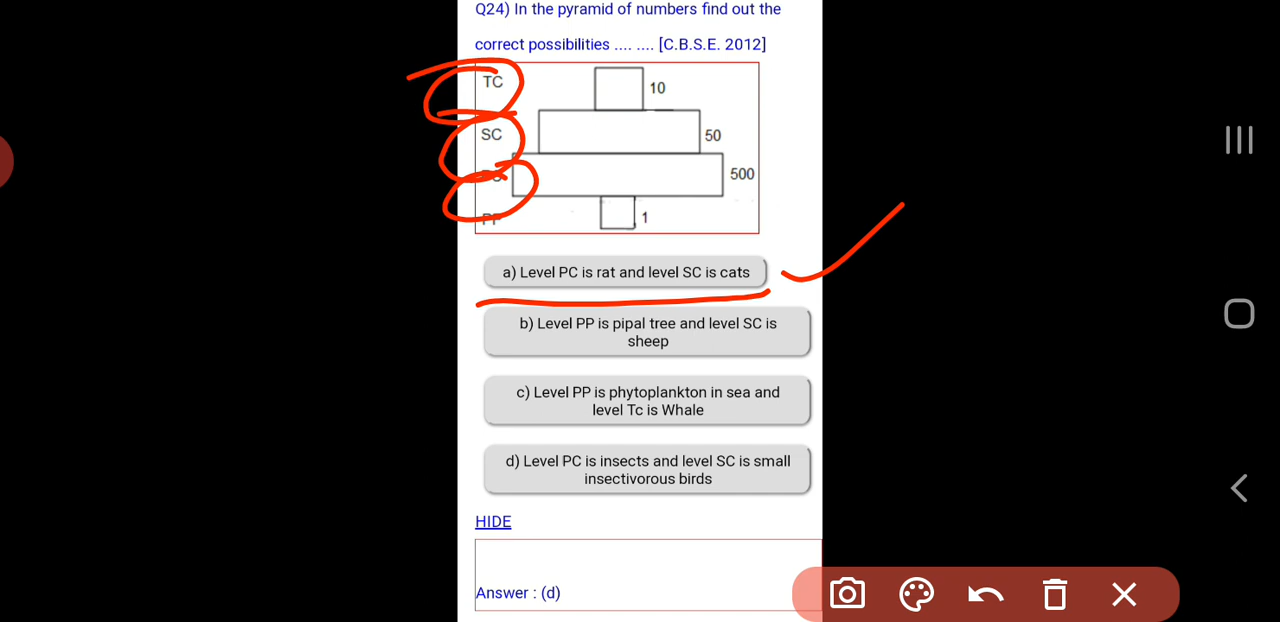 Q24) In the pyramid of numbers find out the
correct possibilities .... .... [C.B.S.E. 2012]
TC
10
SC
50
500
PP
1
a) Level PC is rat and level SC is cats
b) Level PP is pipal tree and level SC is
sheep
c) Level PP is phytoplankton in sea and
level Tc is Whale
d) Level PC is insects and level SC is small
insectivorous birds
HIDE
Answer : (d)